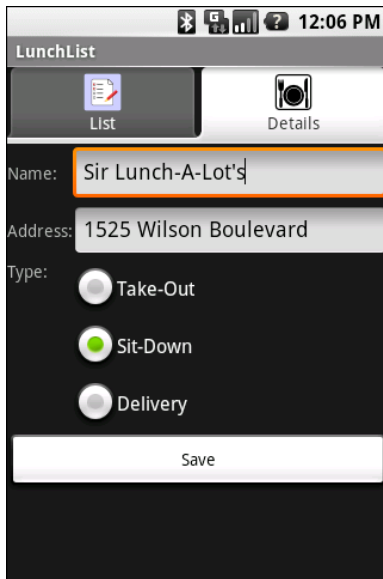 12:06 PM
LunchList
List Details
Name: Sir Lunch-A-Lot's
Address: 1525 Wilson Boulevard
Type:
Take-Out
Sit-Down
Delivery
Save